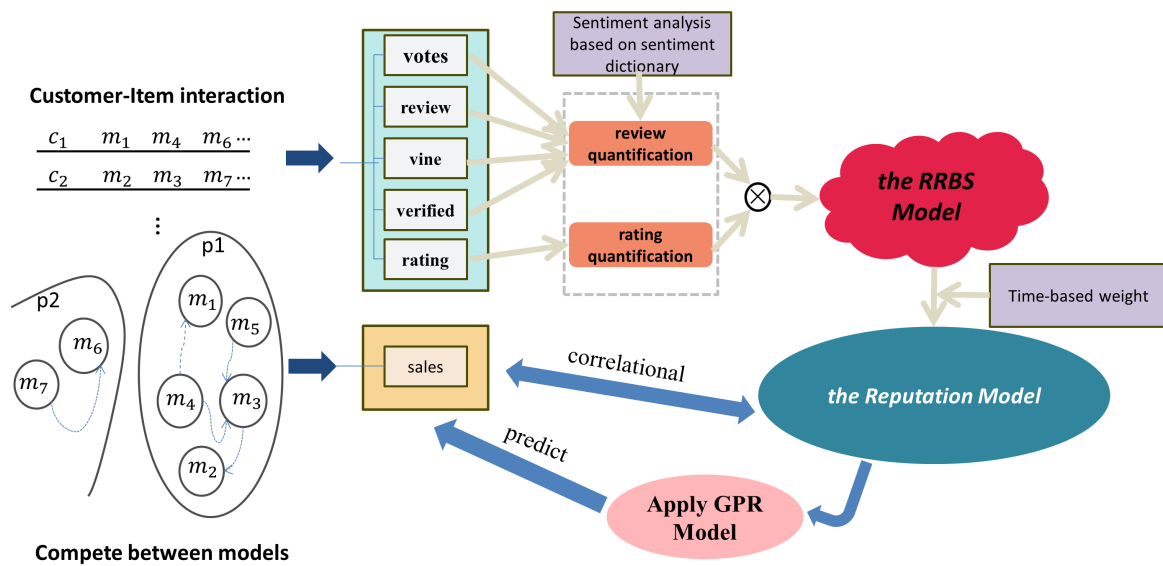 Customer-Item interaction
c₁ m₁ m₄ m₆ ...
c₂ m₂ m₃ m₇ ...
⋮
p1
m₁
m₅
m₄
m₃
m₂
p2
m₆
m₇
Compete between models
votes
review
vine
verified
rating
sales
Sentiment analysis
based on sentiment
dictionary
review
quantification
rating
quantification
⊗
the RRBS
Model
Time-based weight
the Reputation Model
correlational
predict
Apply GPR
Model